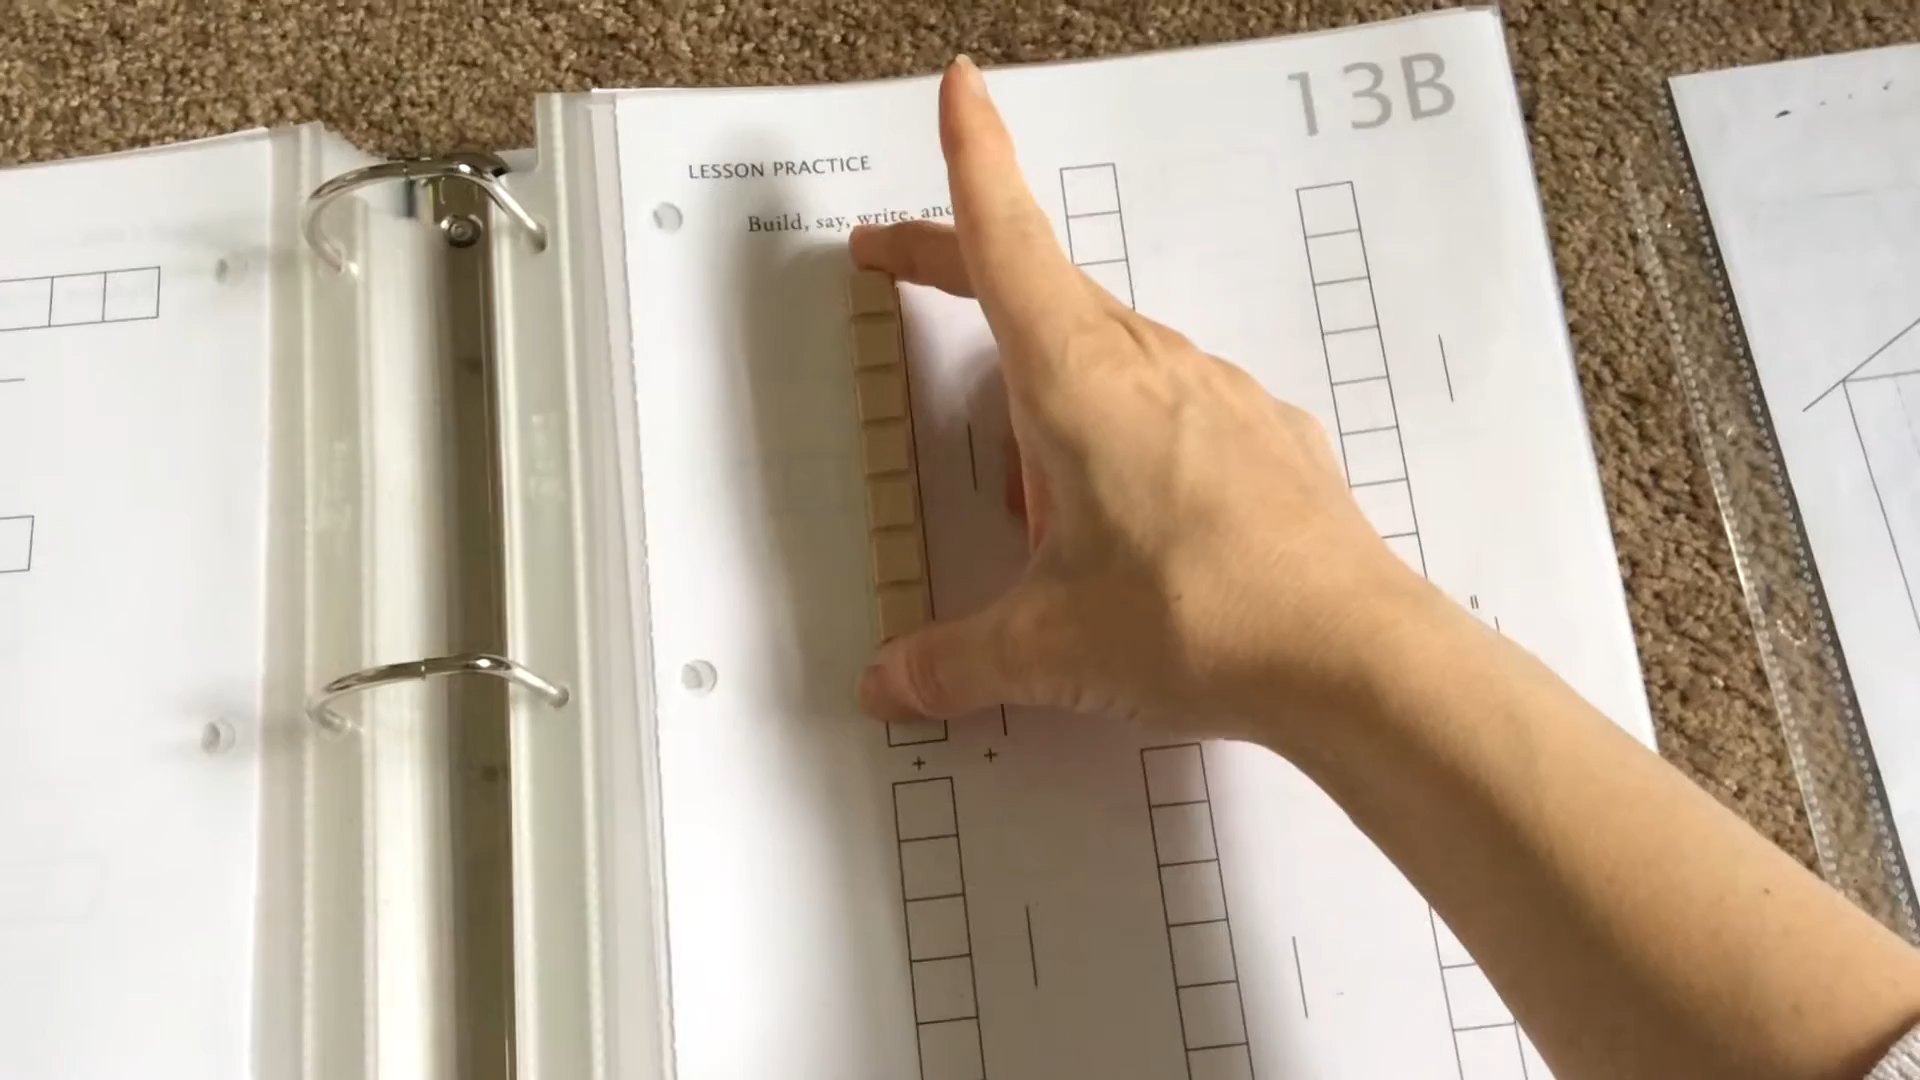 13B
LESSON PRACTICE
Build, say, write, and
+
+
=